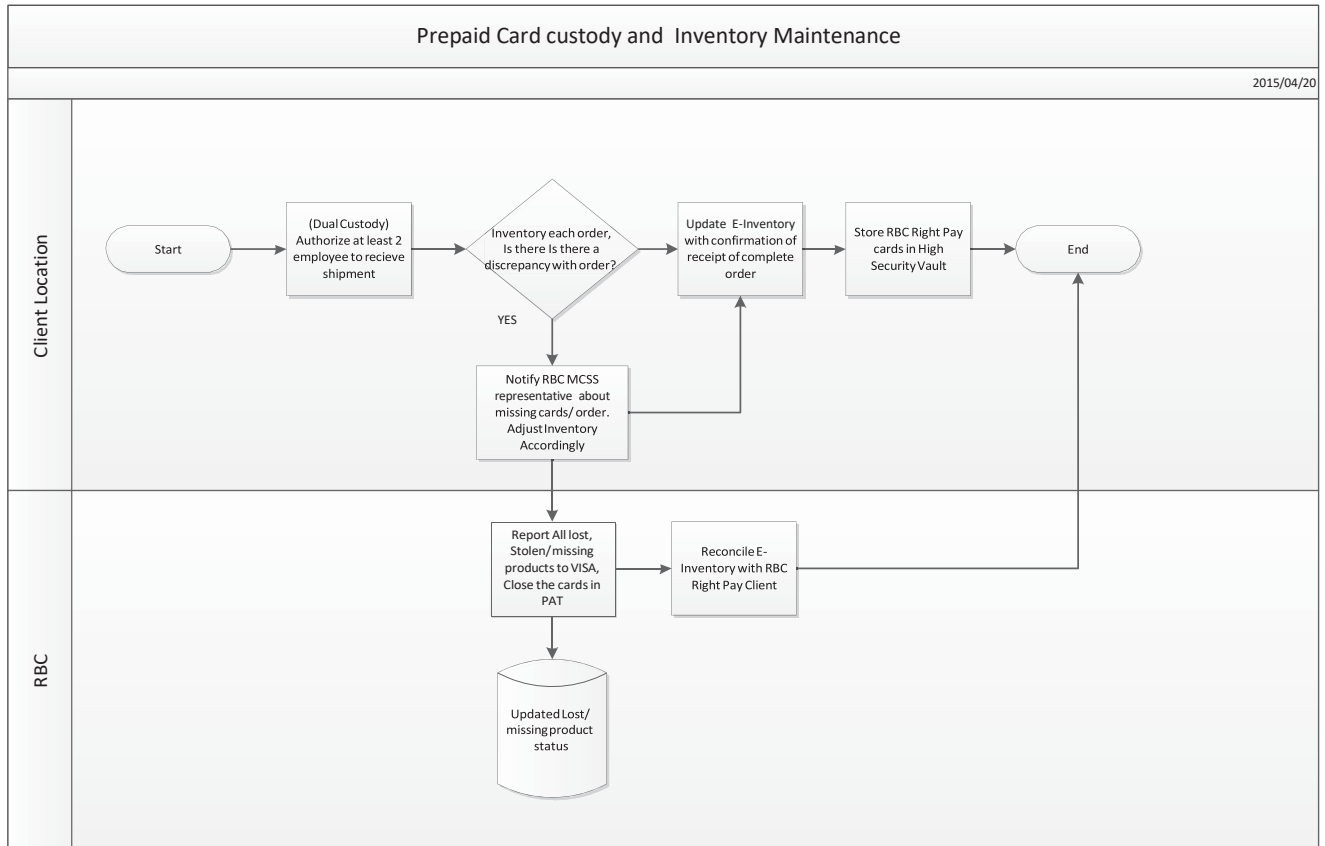 Prepaid Card custody and Inventory Maintenance
2015/04/20
Client Location
Start
(Dual Custody)
Authorize at least 2
employee to recieve
shipment
Inventory each order,
Is there Is there a
discrepancy with order?
Update E-Inventory
with confirmation of
receipt of complete
order
Store RBC Right Pay
cards in High
Security Vault
End
YES
Notify RBC MCSS
representative about
missing cards/ order.
Adjust Inventory
Accordingly
RBC
Report All lost,
Stolen/ missing
products to VISA,
Close the cards in
PAT
Reconcile E-
Inventory with RBC
Right Pay Client
Updated Lost/
missing product
status